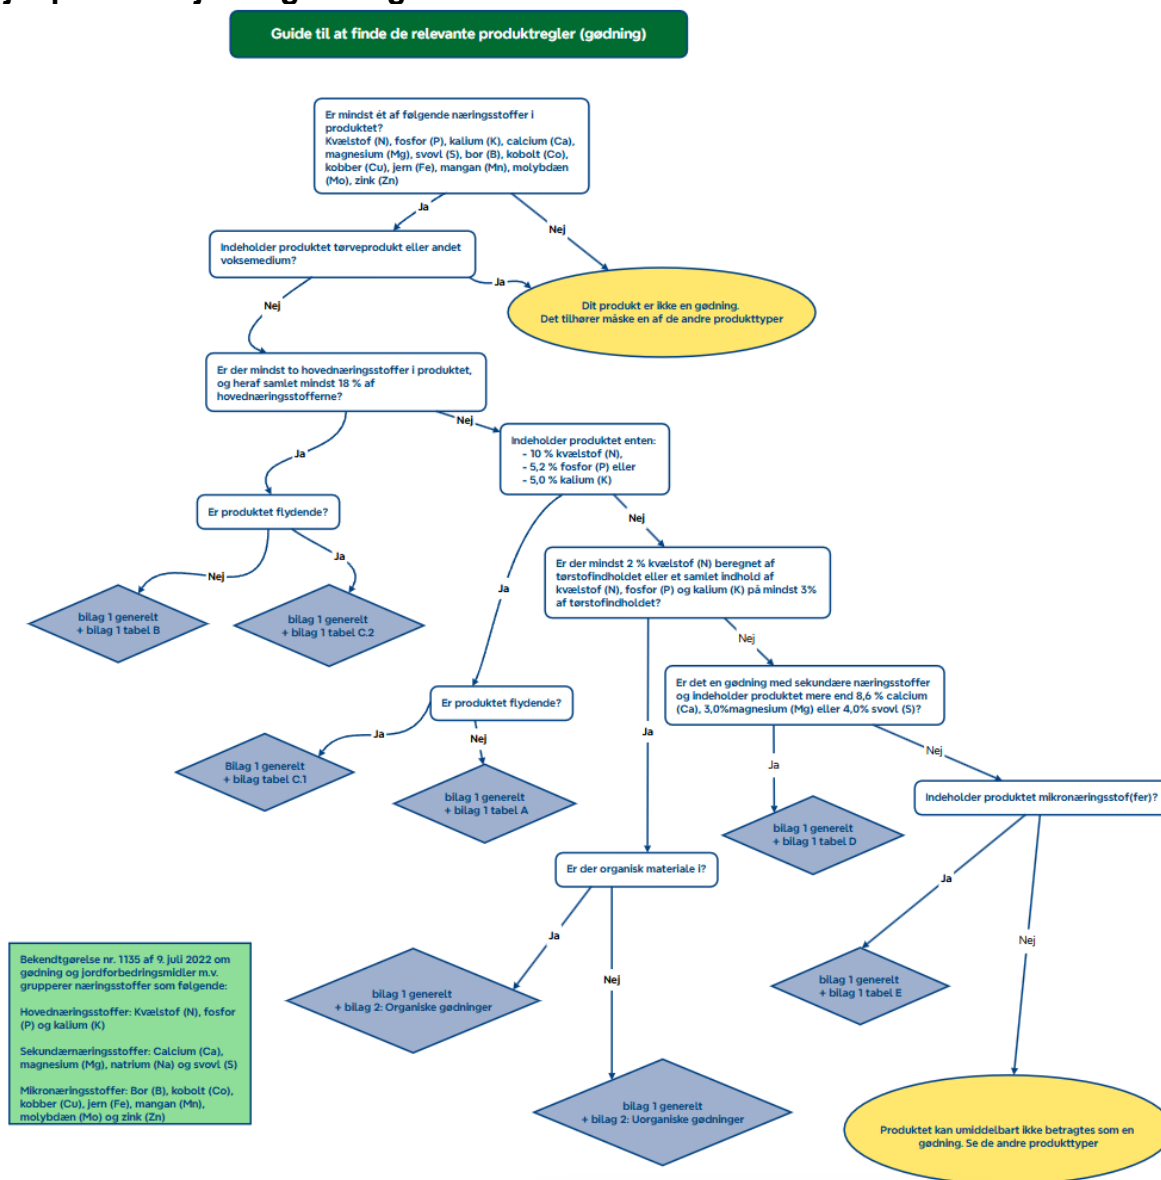 Guide til at finde de relevante produktregler (gødning)
Er mindst ét af følgende næringsstoffer i
produktet?
Kvælstof (N), fosfor (P), kalium (K), calcium (Ca),
magnesium (Mg), svovl (S), bor (B), kobolt (Co),
kobber (Cu), jern (Fe), mangan (Mn), molybdæn
(Mo), zink (Zn)
Ja
Nej
Indeholder produktet tørveprodukt eller andet
voksemedium?
Ja
Nej
Dit produkt er ikke en gødning.
Det tilhører måske en af de andre produkttyper
Er der mindst to hovednæringsstoffer i produktet,
og heraf samlet mindst 18 % af
hovednæringsstofferne?
Nej
Ja
Indeholder produktet enten:
- 10 % kvælstof (N),
- 5,2 % fosfor (P) eller
- 5,0 % kalium (K)
Er produktet flydende?
Nej
Ja
Nej
Ja
bilag 1 generelt
+ bilag 1 tabel B
bilag 1 generelt
+ bilag 1 tabel C.2
Er der mindst 2 % kvælstof (N) beregnet af
tørstofindholdet eller et samlet indhold af
kvælstof (N), fosfor (P) og kalium (K) på mindst 3%
af tørstofindholdet?
Nej
Ja
Er produktet flydende?
Ja
Nej
Bilag 1 generelt
+ bilag tabel C.1
bilag 1 generelt
+ bilag 1 tabel A
Er det en gødning med sekundære næringsstoffer
og indeholder produktet mere end 8,6 % calcium
(Ca), 3,0%magnesium (Mg) eller 4,0% svovl (S)?
Ja
Nej
bilag 1 generelt
+ bilag 1 tabel D
Indeholder produktet mikronæringsstof(fer)?
Ja
Nej
Er der organisk materiale i?
Ja
Nej
bilag 1 generelt
+ bilag 2: Organiske gødninger
bilag 1 generelt
+ bilag 2: Uorganiske gødninger
bilag 1 generelt
+ bilag 1 tabel E
Produktet kan umiddelbart ikke betragtes som en
gødning. Se de andre produkttyper
Bekendtgørelse nr. 1135 af 9. juli 2022 om
gødning og jordforbedringsmidler m.v.
grupperer næringsstoffer som følgende:
Hovednæringsstoffer: Kvælstof (N), fosfor
(P) og kalium (K)
Sekundærnæringsstoffer: Calcium (Ca),
magnesium (Mg), natrium (Na) og svovl (S)
Mikronæringsstoffer: Bor (B), kobolt (Co),
kobber (Cu), jern (Fe), mangan (Mn),
molybdæn (Mo) og zink (Zn)